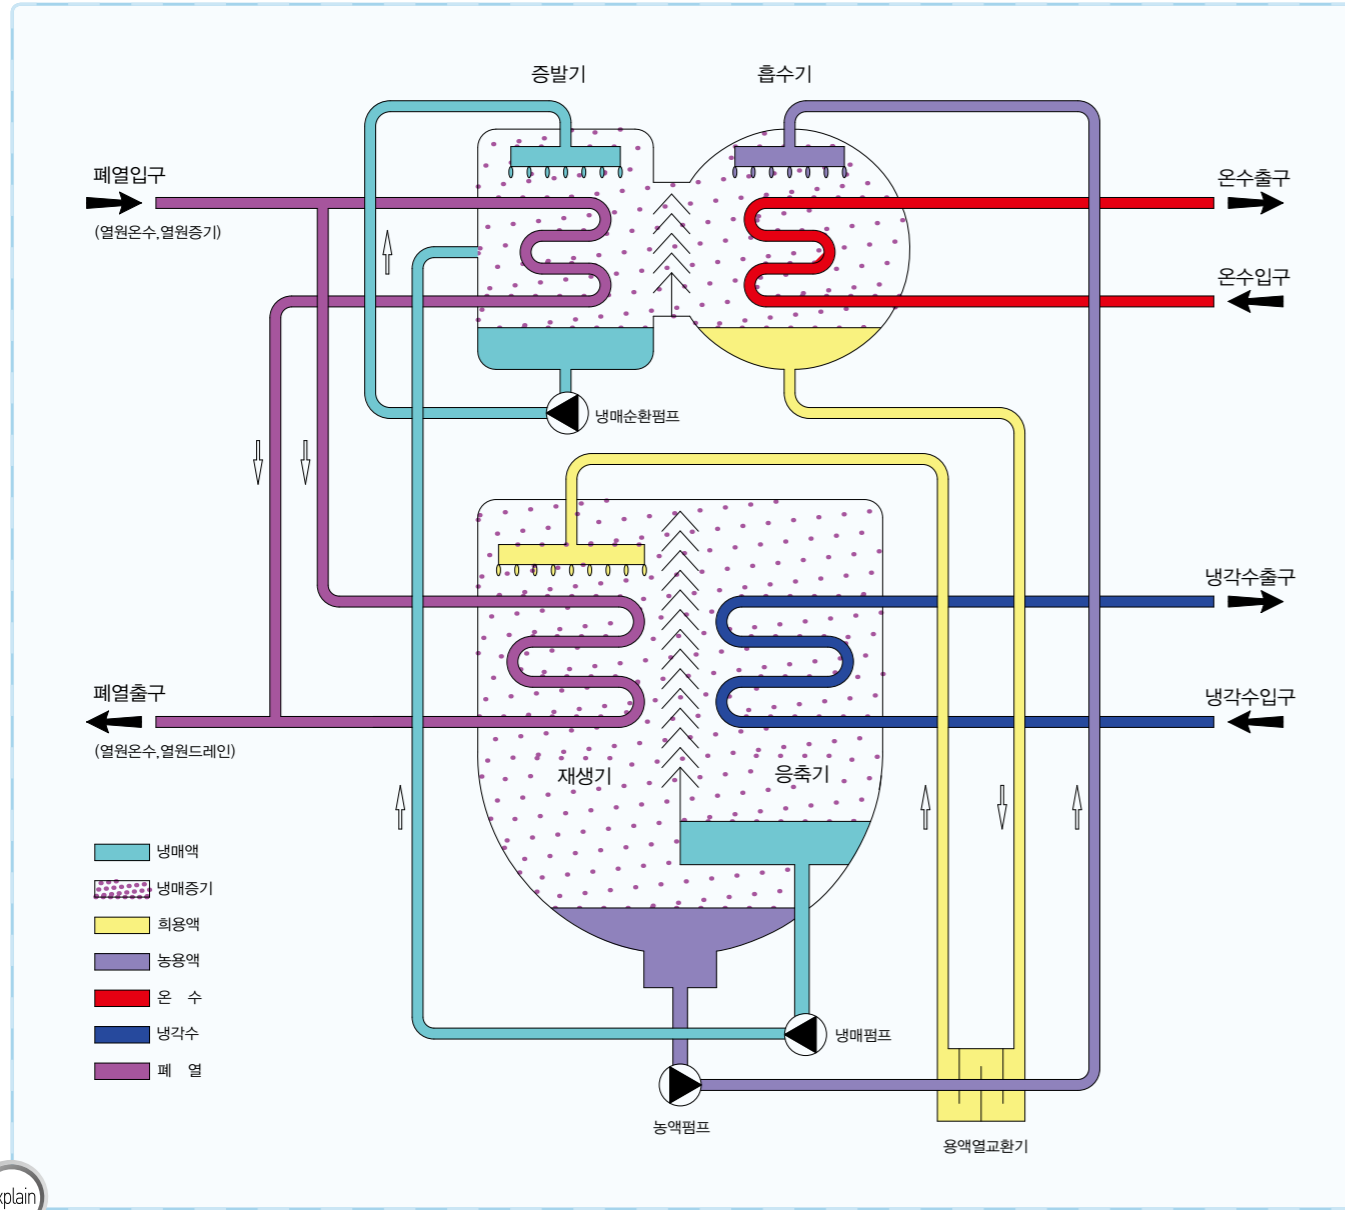 증발기
흡수기
폐열입구
(열원온수,열원증기)
온수출구
온수입구
냉매순환펌프
냉각수출구
냉각수입구
폐열출구
(열원온수,열원드레인)
재생기
응축기
냉매액
냉매증기
희용액
농용액
온 수
냉각수
폐 열
냉매펌프
농액펌프
용액열교환기
xplain